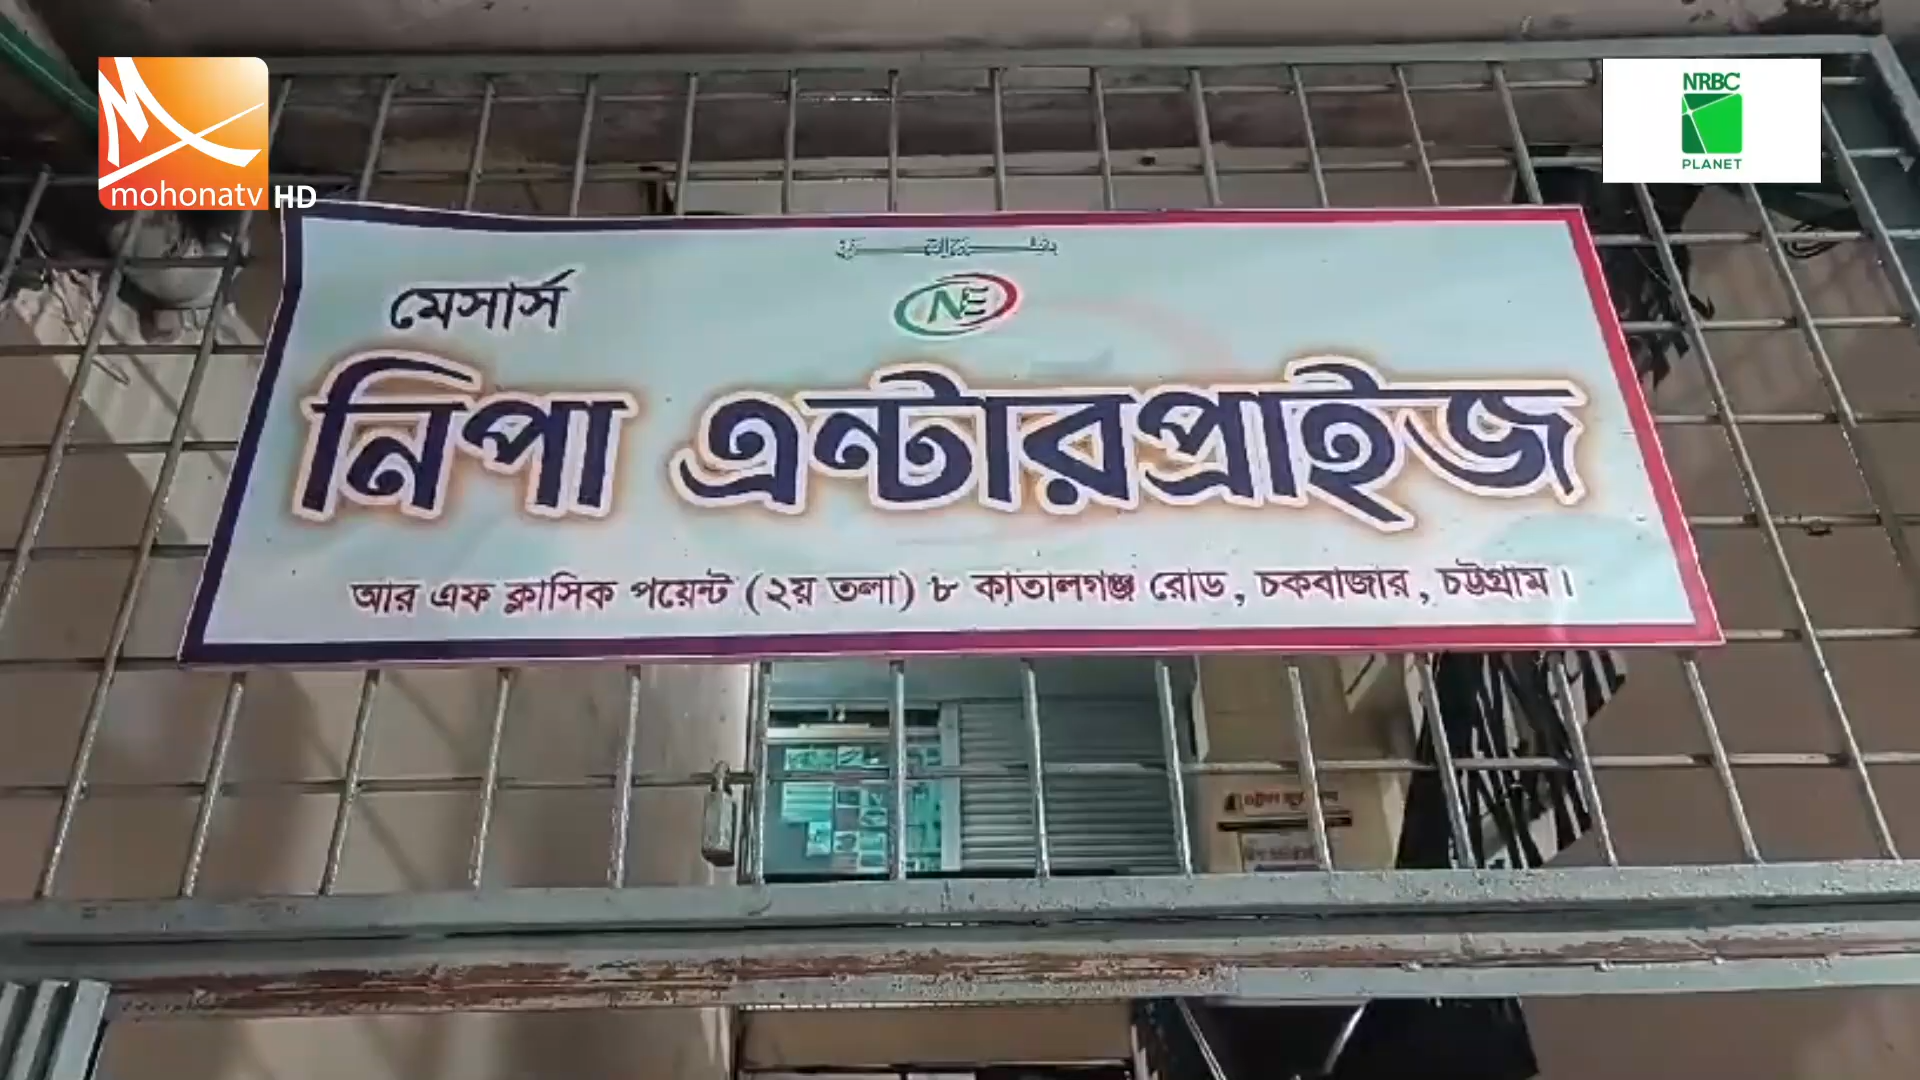 mohonatv HD
NRBC
PLANET
মেসার্স
NE
নিপা এন্টারপ্রাইজ
আর এফ ক্লাসিক পয়েন্ট (২য় তলা) ৮ কাতালগঞ্জ রোড, চকবাজার, চট্টগ্রাম।